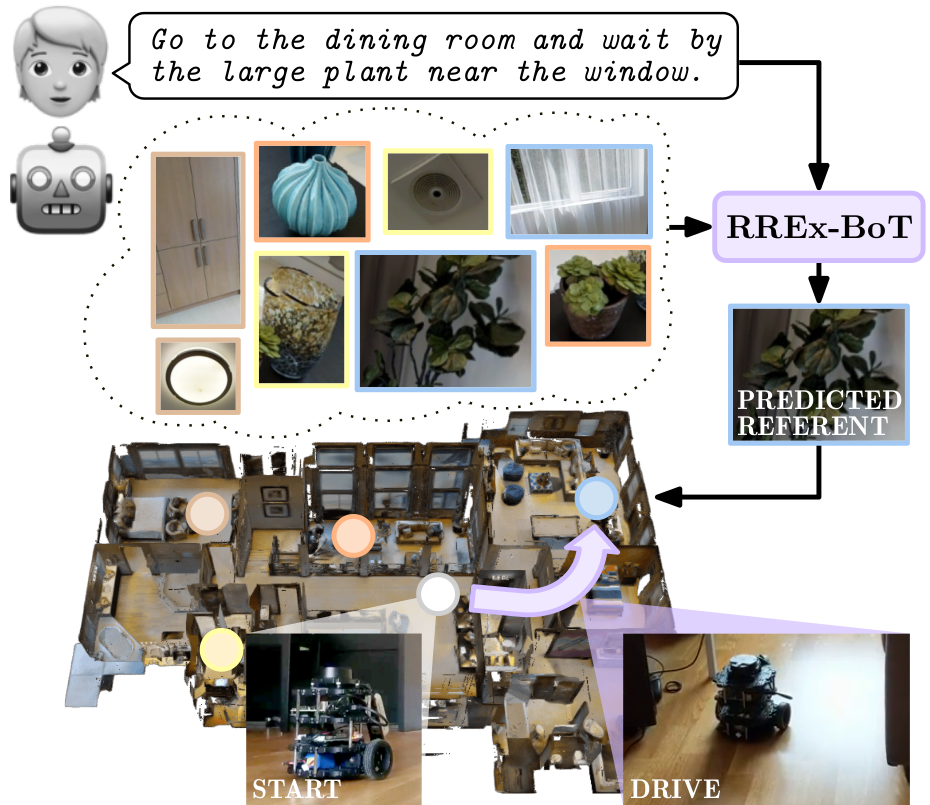 Go to the dining room and wait by
the large plant near the window.
RREx-BoT
PREDICTED
REFERENT
START
DRIVE